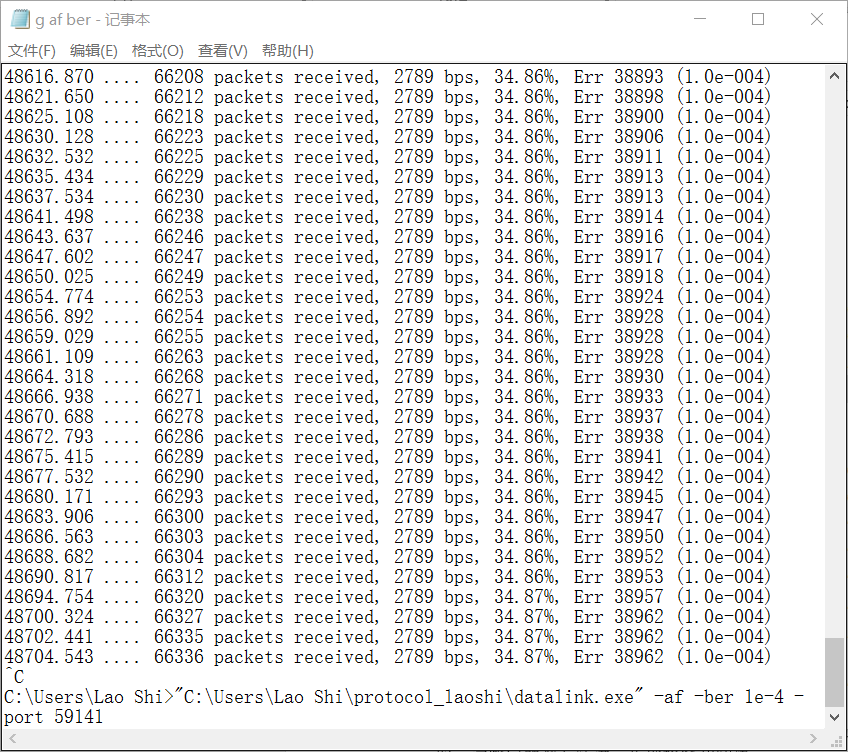 g af ber - 记事本
文件(F) 编辑(E) 格式(O) 查看(V) 帮助(H)
48616.870 .... 66208 packets received, 2789 bps, 34.86%, Err 38893 (1.0e-004)
48621.650 .... 66212 packets received, 2789 bps, 34.86%, Err 38898 (1.0e-004)
48625.108 .... 66218 packets received, 2789 bps, 34.86%, Err 38900 (1.0e-004)
48630.128 .... 66223 packets received, 2789 bps, 34.86%, Err 38906 (1.0e-004)
48632.532 .... 66225 packets received, 2789 bps, 34.86%, Err 38911 (1.0e-004)
48635.434 .... 66229 packets received, 2789 bps, 34.86%, Err 38913 (1.0e-004)
48637.534 .... 66230 packets received, 2789 bps, 34.86%, Err 38913 (1.0e-004)
48641.498 .... 66238 packets received, 2789 bps, 34.86%, Err 38914 (1.0e-004)
48643.637 .... 66246 packets received, 2789 bps, 34.86%, Err 38916 (1.0e-004)
48647.602 .... 66247 packets received, 2789 bps, 34.86%, Err 38917 (1.0e-004)
48650.025 .... 66249 packets received, 2789 bps, 34.86%, Err 38918 (1.0e-004)
48654.774 .... 66253 packets received, 2789 bps, 34.86%, Err 38924 (1.0e-004)
48656.892 .... 66254 packets received, 2789 bps, 34.86%, Err 38928 (1.0e-004)
48659.029 .... 66255 packets received, 2789 bps, 34.86%, Err 38928 (1.0e-004)
48661.109 .... 66263 packets received, 2789 bps, 34.86%, Err 38928 (1.0e-004)
48664.318 .... 66268 packets received, 2789 bps, 34.86%, Err 38930 (1.0e-004)
48666.938 .... 66271 packets received, 2789 bps, 34.86%, Err 38933 (1.0e-004)
48670.688 .... 66278 packets received, 2789 bps, 34.86%, Err 38937 (1.0e-004)
48672.793 .... 66286 packets received, 2789 bps, 34.86%, Err 38938 (1.0e-004)
48675.415 .... 66289 packets received, 2789 bps, 34.86%, Err 38941 (1.0e-004)
48677.532 .... 66290 packets received, 2789 bps, 34.86%, Err 38942 (1.0e-004)
48680.171 .... 66293 packets received, 2789 bps, 34.86%, Err 38945 (1.0e-004)
48683.906 .... 66300 packets received, 2789 bps, 34.86%, Err 38947 (1.0e-004)
48686.563 .... 66303 packets received, 2789 bps, 34.86%, Err 38950 (1.0e-004)
48688.682 .... 66304 packets received, 2789 bps, 34.86%, Err 38952 (1.0e-004)
48690.817 .... 66312 packets received, 2789 bps, 34.86%, Err 38953 (1.0e-004)
48694.754 .... 66320 packets received, 2789 bps, 34.87%, Err 38957 (1.0e-004)
48700.324 .... 66327 packets received, 2789 bps, 34.87%, Err 38962 (1.0e-004)
48702.441 .... 66335 packets received, 2789 bps, 34.87%, Err 38962 (1.0e-004)
48704.543 .... 66336 packets received, 2789 bps, 34.87%, Err 38962 (1.0e-004)
^C
C:\Users\Lao Shi>"C:\Users\Lao Shi\protocol_laoshi\datalink.exe" -af -ber 1e-4 -
port 59141